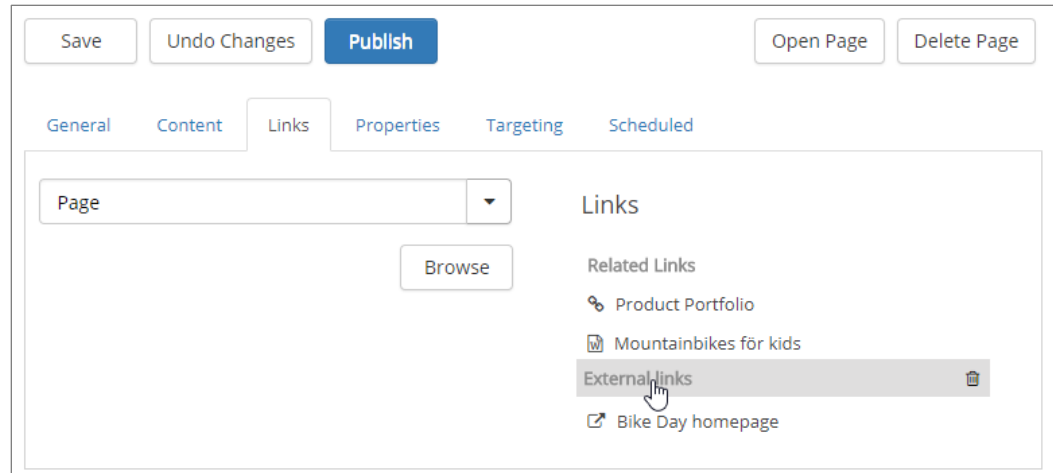 Save Undo Changes Publish Open Page Delete Page
General Content Links Properties Targeting Scheduled
Page
Browse
Links
Related Links
Product Portfolio
Mountainbikes för kids
External links
Bike Day homepage